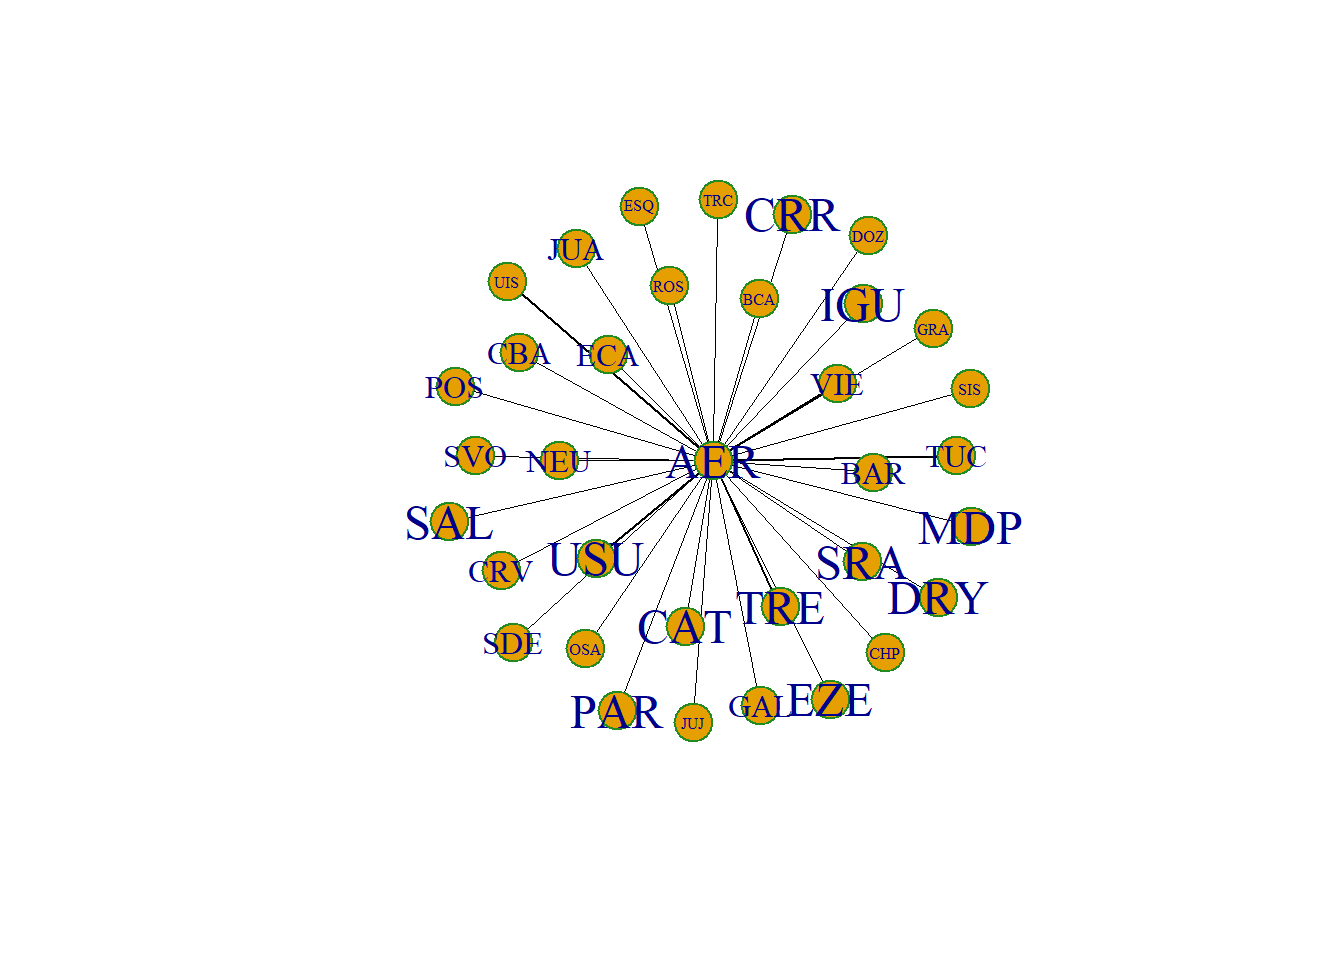 TRC
ESQ
CRR
DOZ
JUA
UIS
ROS
BCA
IGU
GRA
CBA
ECA
VIE
POS
SIS
SVO
NEU
AER
TUC
BAR
SAL
MDP
CRV
USU
SRA
DRY
TRE
CAT
SDE
OSA
CHP
PAR
JUJ
GAL
EZE